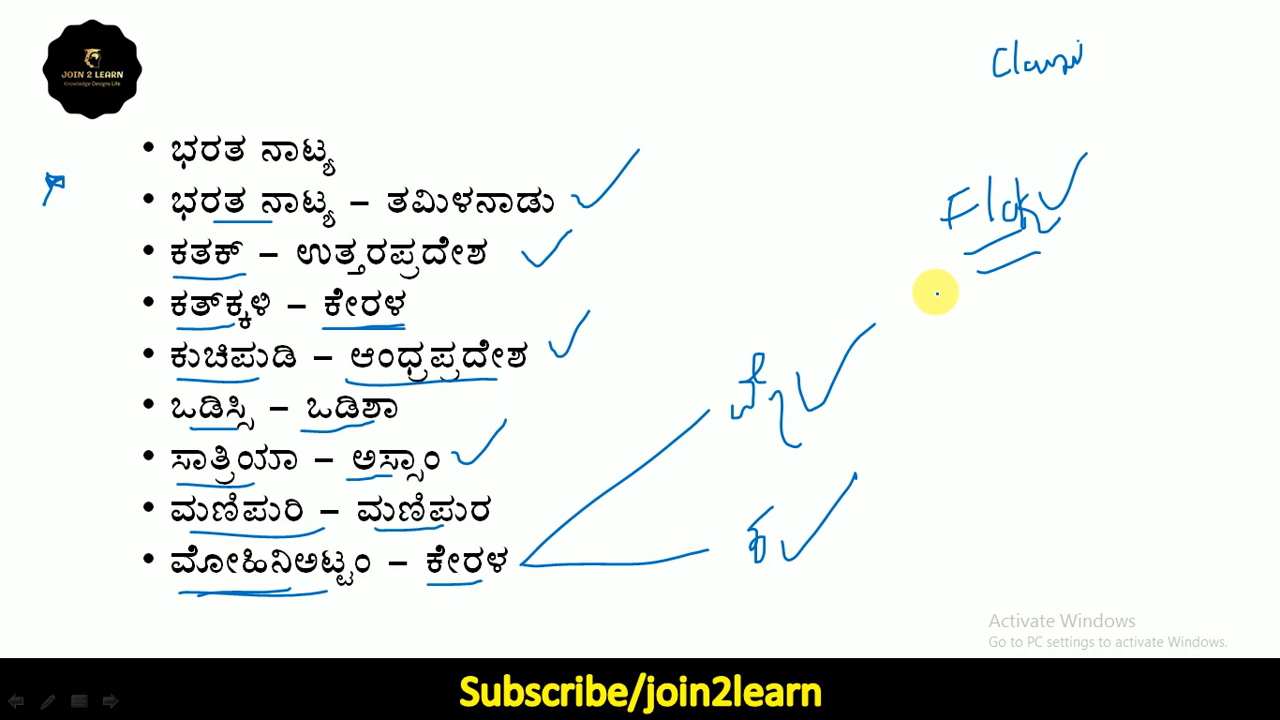 JOIN 2 LEARN
Knowledge Designs Life
• ಭರತ ನಾಟ್ಯ
• ಭರತ ನಾಟ್ಯ – ತಮಿಳನಾಡು
• ಕತಕ್ – ಉತ್ತರಪ್ರದೇಶ
• ಕತ್‌ಕ್ಕಳಿ – ಕೇರಳ
• ಕುಚಿಪುಡಿ – ಆಂಧ್ರಪ್ರದೇಶ
• ಒಡಿಸ್ಸಿ – ಒಡಿಶಾ
• ಸಾತ್ರಿಯಾ – ಅಸ್ಸಾಂ
• ಮಣಿಪುರಿ – ಮಣಿಪುರ
• ಮೋಹಿನಿಅಟ್ಟಂ – ಕೇರಳ
Activate Windows
Go to PC settings to activate Windows.
Subscribe/join2learn